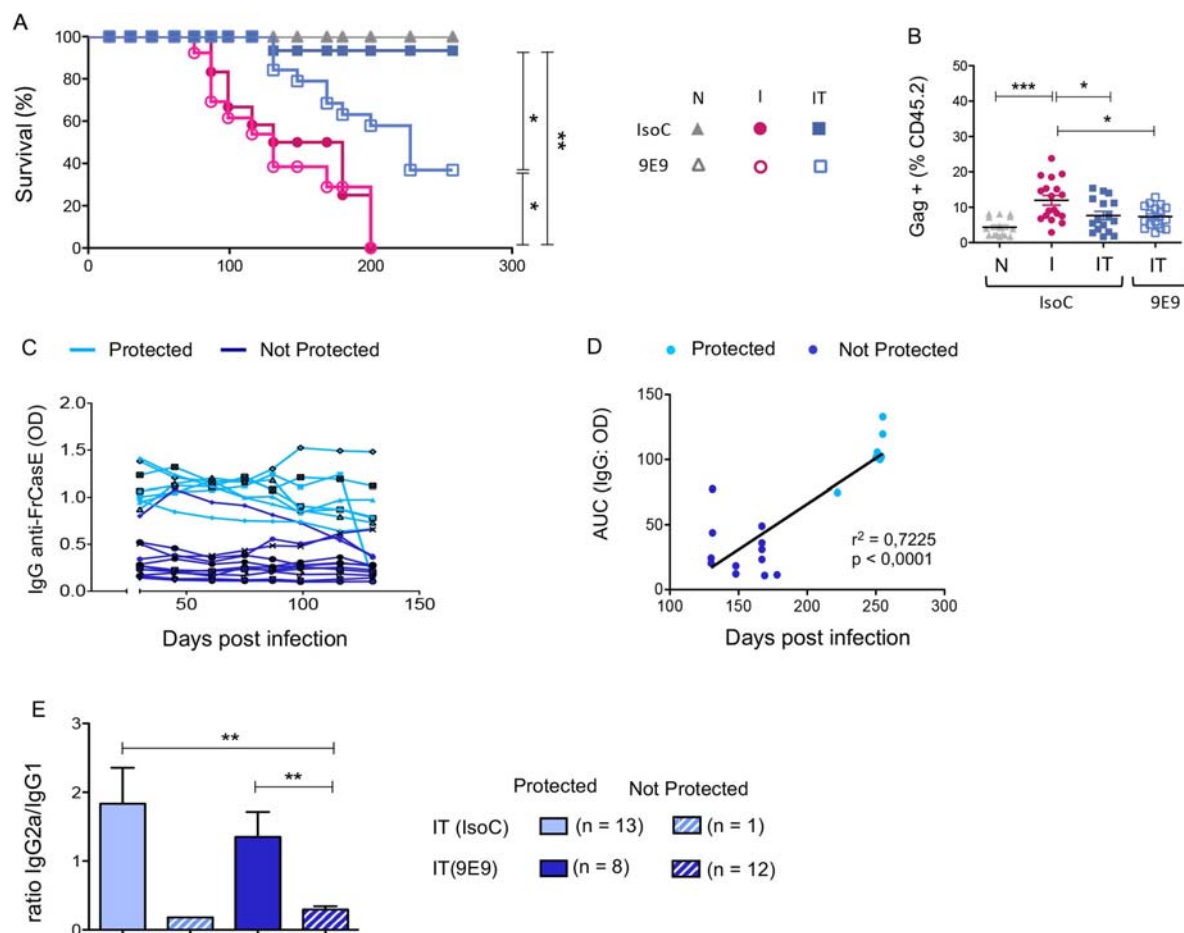 A
Survival (%)
100
80
60
40
20
0
0 100 200 300
*
**
*
N I IT
IsoC
9E9
B
Gag + (% CD45.2)
50
40
30
20
10
0
*** *
*
N I IT IT
IsoC 9E9
C Protected Not Protected
IgG anti-FrCasE (OD)
2.0
1.5
1.0
0.5
0.0
50 100 150
Days post infection
D Protected Not Protected
AUC (IgG: OD)
150
100
50
0
r² = 0,7225
p < 0,0001
100 150 200 250 300
Days post infection
E
ratio IgG2a/IgG1
3
2
1
0
**
**
Protected Not Protected
IT (IsoC) (n = 13) (n = 1)
IT(9E9) (n = 8) (n = 12)